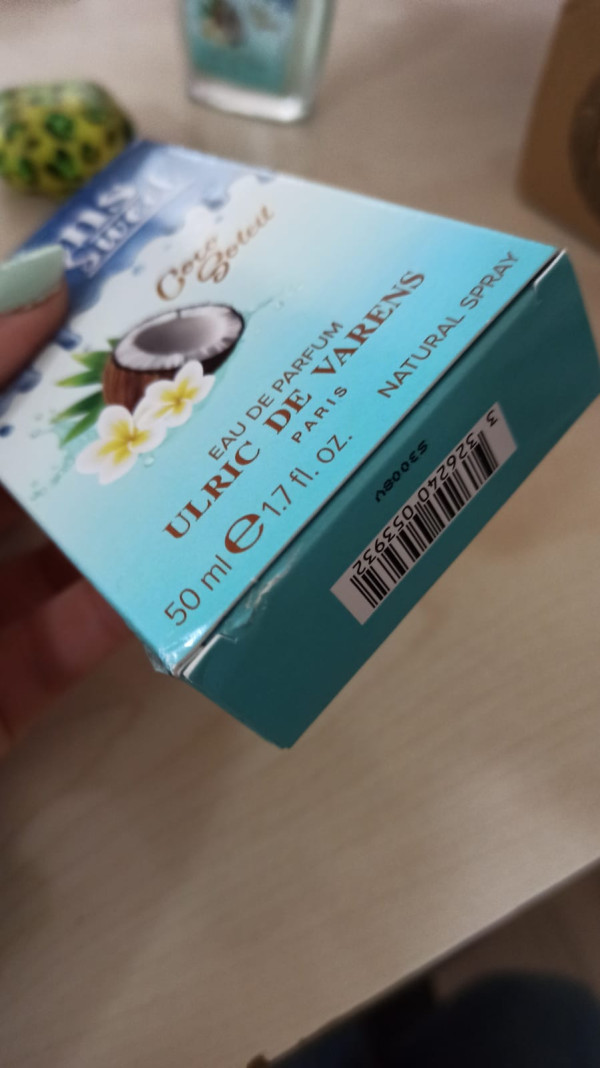 Sweet
Coco
Soleil
EAU DE PARFUM
ULRIC DE VARENS
PARIS
50 ml e 1.7 fl. oz.
NATURAL SPRAY
3 326240 053932